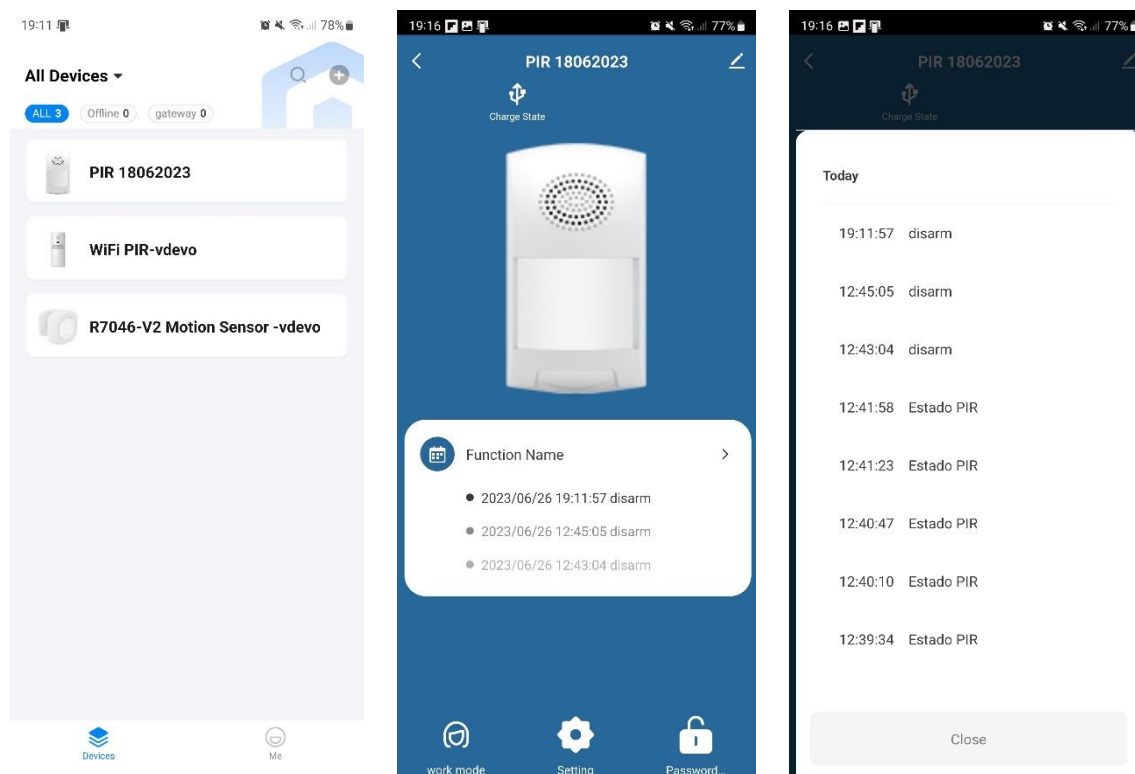 19:11 78%
All Devices
ALL 3 Offline 0 gateway 0
PIR 18062023
WiFi PIR-vdevo
R7046-V2 Motion Sensor -vdevo
Devices Me
19:16 77%
PIR 18062023
Charge State
Function Name
2023/06/26 19:11:57 disarm
2023/06/26 12:45:05 disarm
2023/06/26 12:43:04 disarm
work mode Setting Password...
19:16 77%
PIR 18062023
Charge State
Today
19:11:57 disarm
12:45:05 disarm
12:43:04 disarm
12:41:58 Estado PIR
12:41:23 Estado PIR
12:40:47 Estado PIR
12:40:10 Estado PIR
12:39:34 Estado PIR
Close